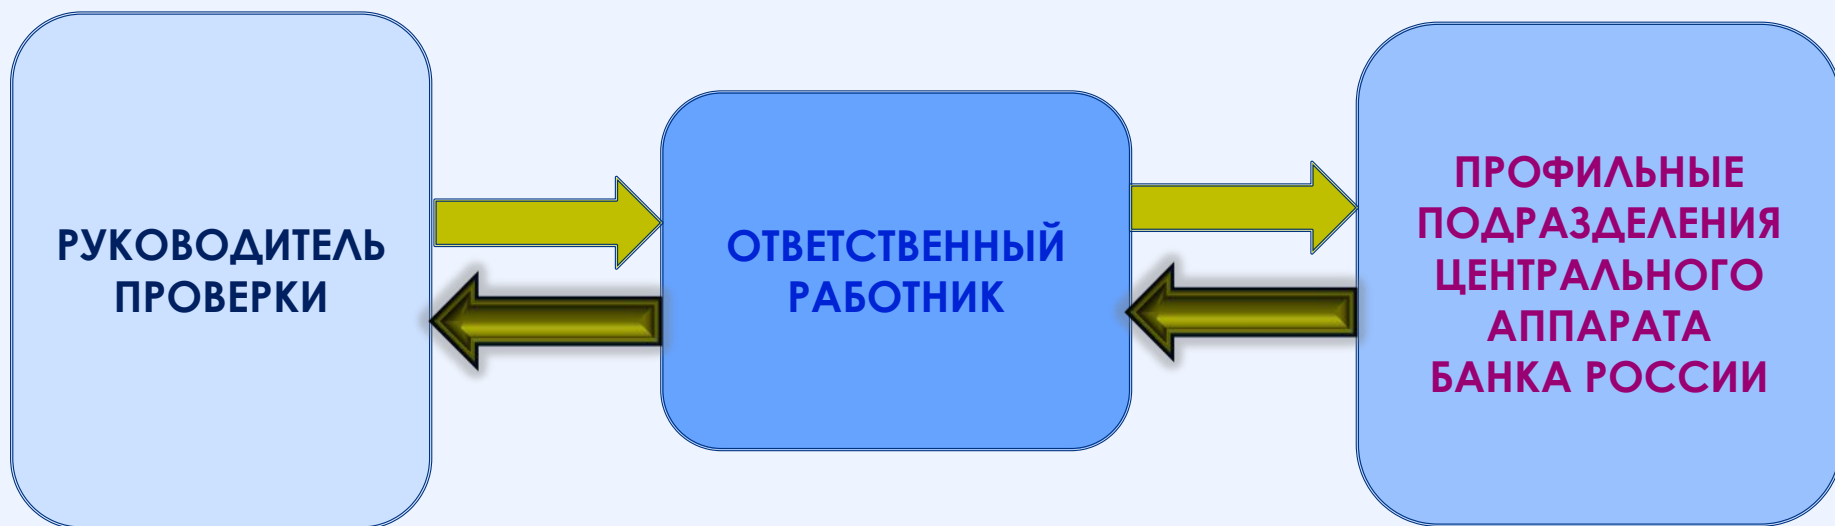 РУКОВОДИТЕЛЬ
ПРОВЕРКИ
ОТВЕТСТВЕННЫЙ
РАБОТНИК
ПРОФИЛЬНЫЕ
ПОДРАЗДЕЛЕНИЯ
ЦЕНТРАЛЬНОГО
АППАРАТА
БАНКА РОССИИ